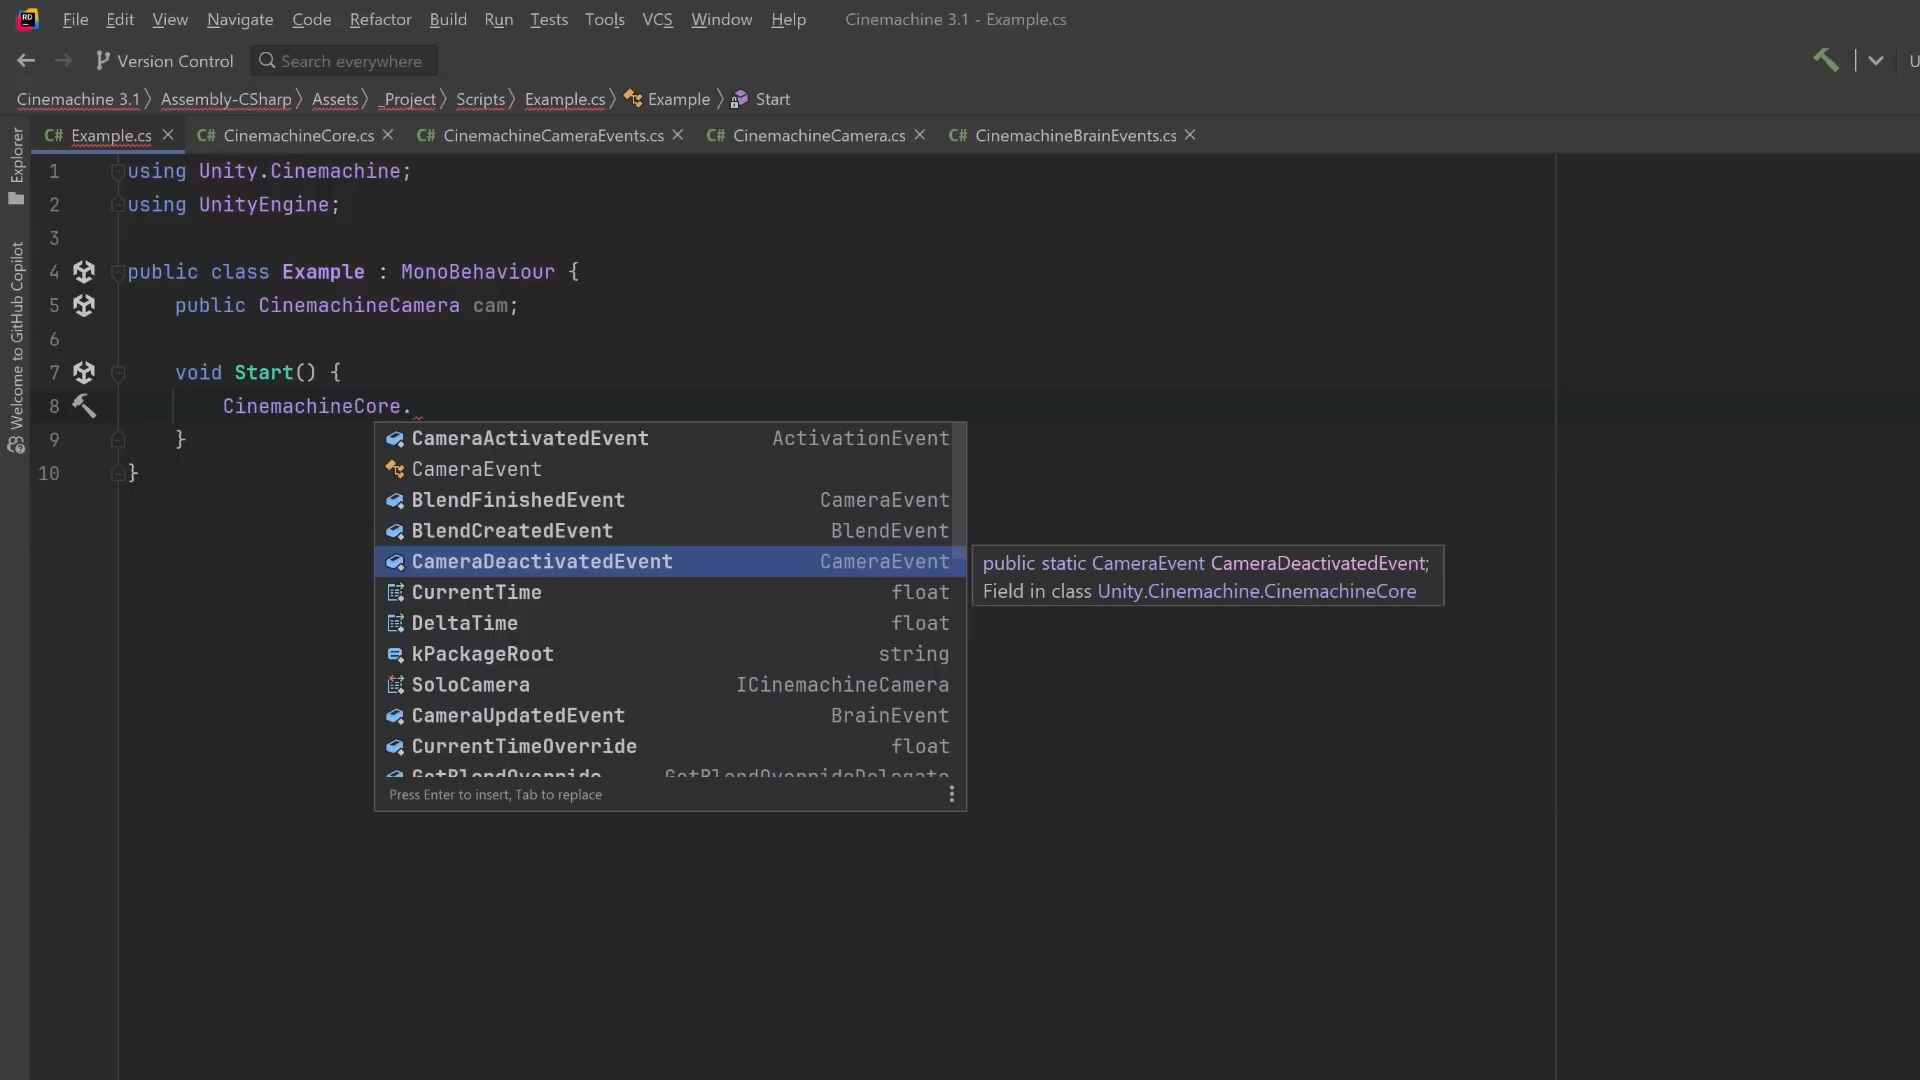 File Edit View Navigate Code Refactor Build Run Tests Tools VCS Window Help Cinemachine 3.1 - Example.cs
Version Control Search everywhere
Cinemachine 3.1 Assembly-CSharp Assets _Project Scripts Example.cs Example Start
C# Example.cs C# CinemachineCore.cs C# CinemachineCameraEvents.cs C# CinemachineCamera.cs C# CinemachineBrainEvents.cs
Explorer
Welcome to GitHub Copilot
1 using Unity.Cinemachine;
2 using UnityEngine;
3
4 public class Example : MonoBehaviour {
5 public CinemachineCamera cam;
6
7 void Start() {
8 CinemachineCore.
9 }
10 }
CameraActivatedEvent ActivationEvent
CameraEvent
BlendFinishedEvent CameraEvent
BlendCreatedEvent BlendEvent
CameraDeactivatedEvent CameraEvent
CurrentTime float
DeltaTime float
kPackageRoot string
SoloCamera ICinemachineCamera
CameraUpdatedEvent BrainEvent
CurrentTimeOverride float
GetBlendOverride GetBlendOverrideDelegate
Press Enter to insert, Tab to replace
public static CameraEvent CameraDeactivatedEvent;
Field in class Unity.Cinemachine.CinemachineCore